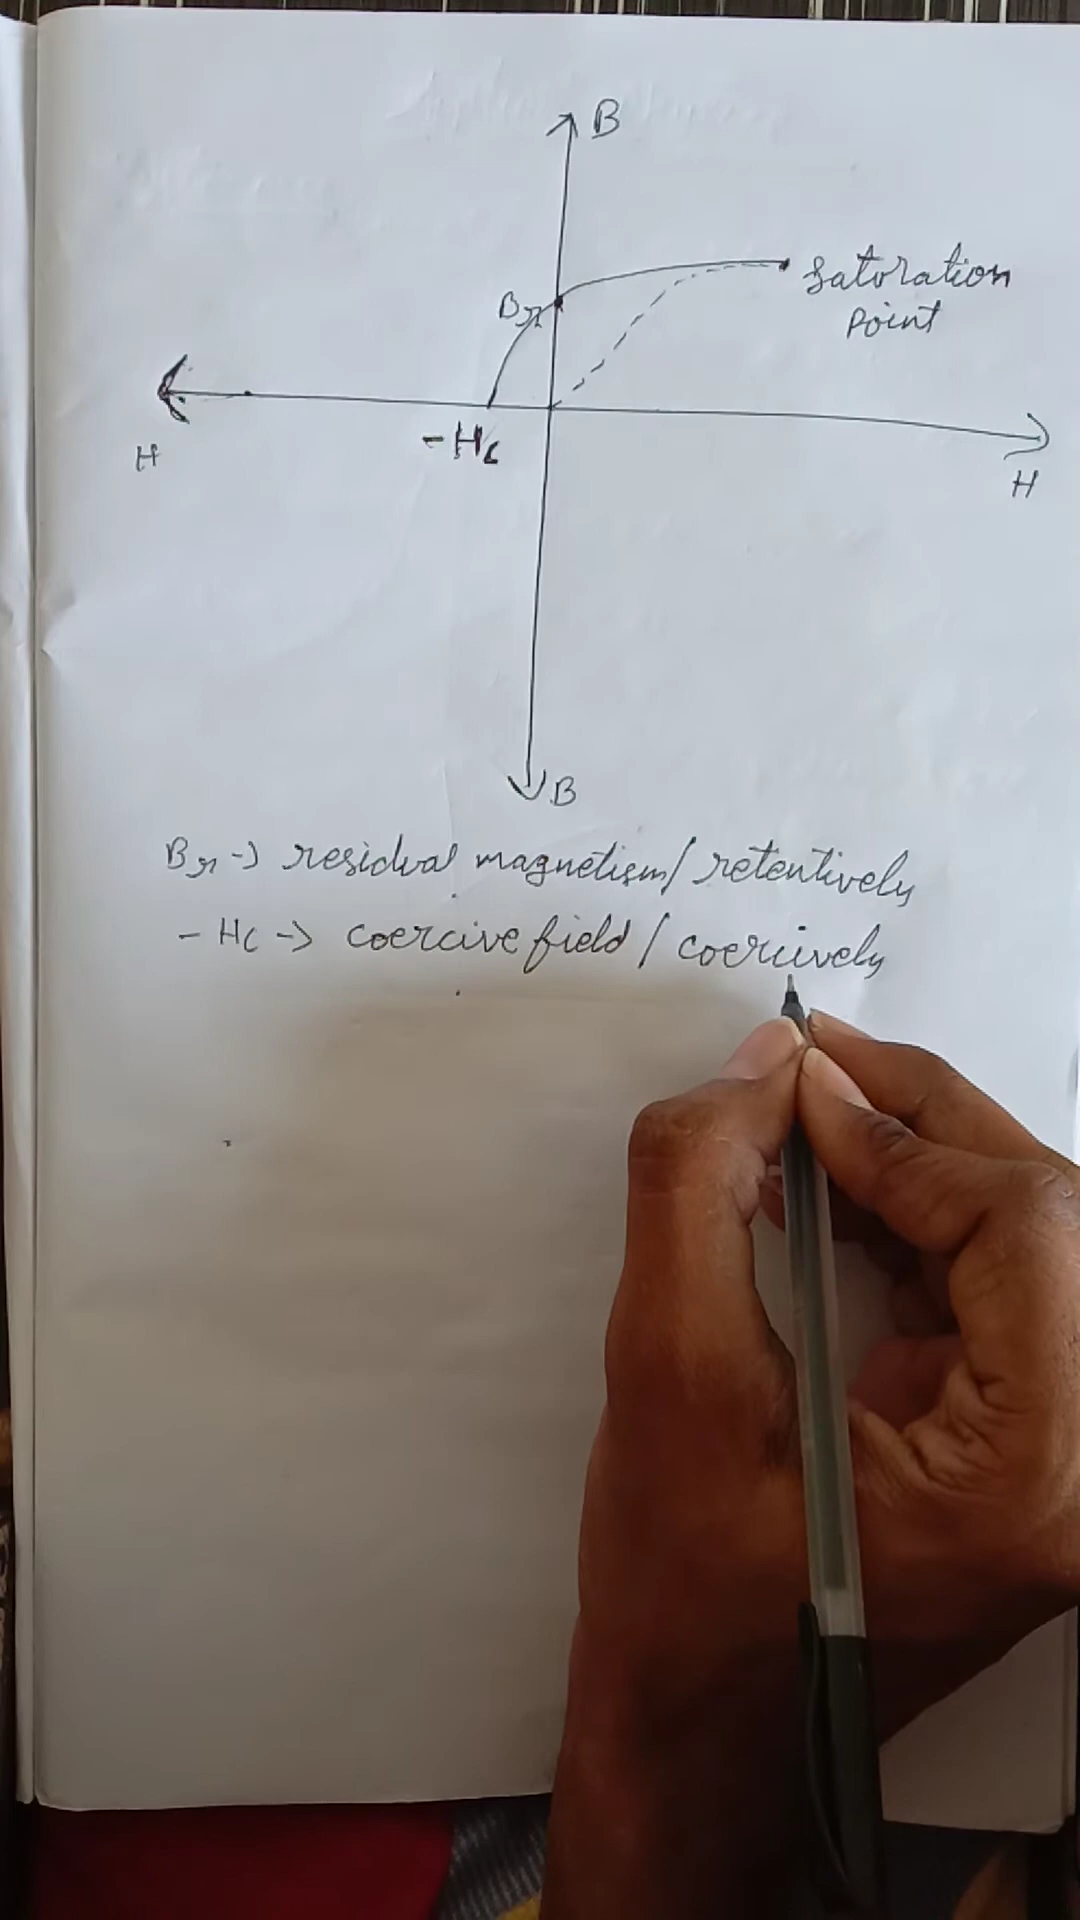 B
Saturation
Point
Br
-Hc
H
H
B
Br → residual magnetism/ retentively
- Hc → coercive field / coercively